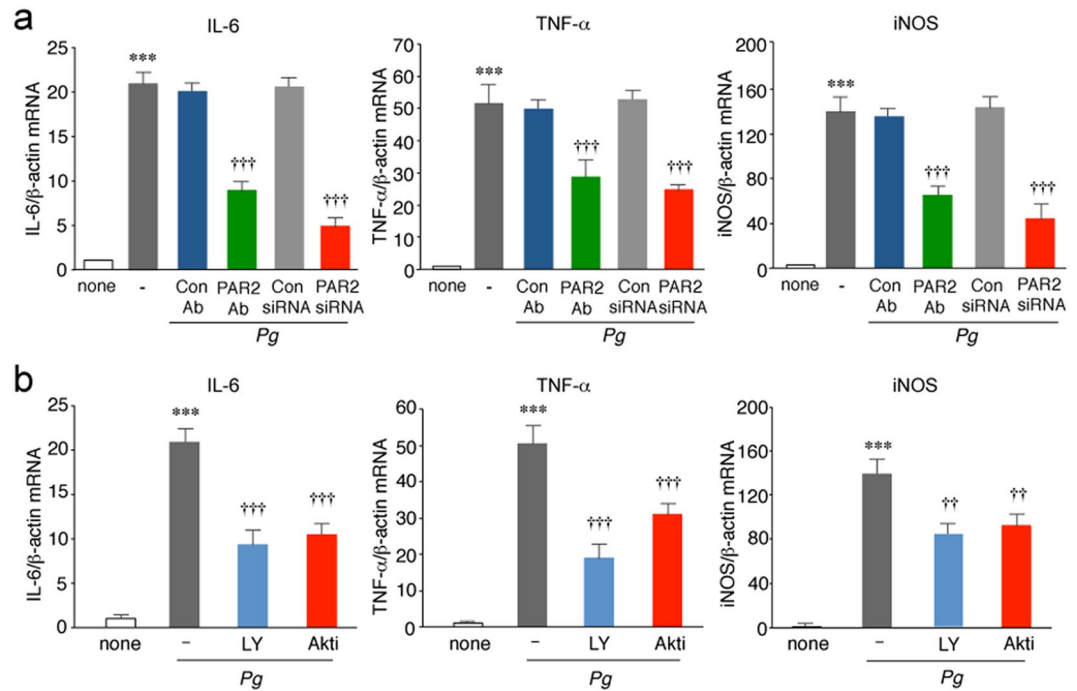 a
IL-6
TNF-α
iNOS
IL-6/β-actin mRNA
25
20
15
10
5
0
***
†††
†††
none
-
Con Ab
PAR2 Ab
Con siRNA
PAR2 siRNA
Pg
TNF-α/β-actin mRNA
70
60
50
40
30
20
10
0
***
†††
†††
none
-
Con Ab
PAR2 Ab
Con siRNA
PAR2 siRNA
Pg
iNOS/β-actin mRNA
200
160
120
80
40
0
***
†††
†††
none
-
Con Ab
PAR2 Ab
Con siRNA
PAR2 siRNA
Pg
b
IL-6
TNF-α
iNOS
IL-6/β-actin mRNA
25
20
15
10
5
0
***
†††
†††
none
–
LY
Akti
Pg
TNF-α/β-actin mRNA
60
50
40
30
20
10
0
***
†††
†††
none
–
LY
Akti
Pg
iNOS/β-actin mRNA
200
160
120
80
40
0
***
††
††
none
–
LY
Akti
Pg